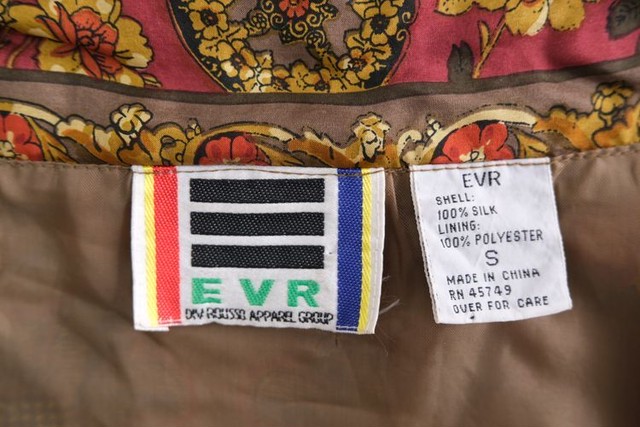 EVR
DIV ROUSSO APPAREL GROUP
EVR
SHELL:
100% SILK
LINING:
100% POLYESTER
S
MADE IN CHINA
RN 45749
OVER FOR CARE